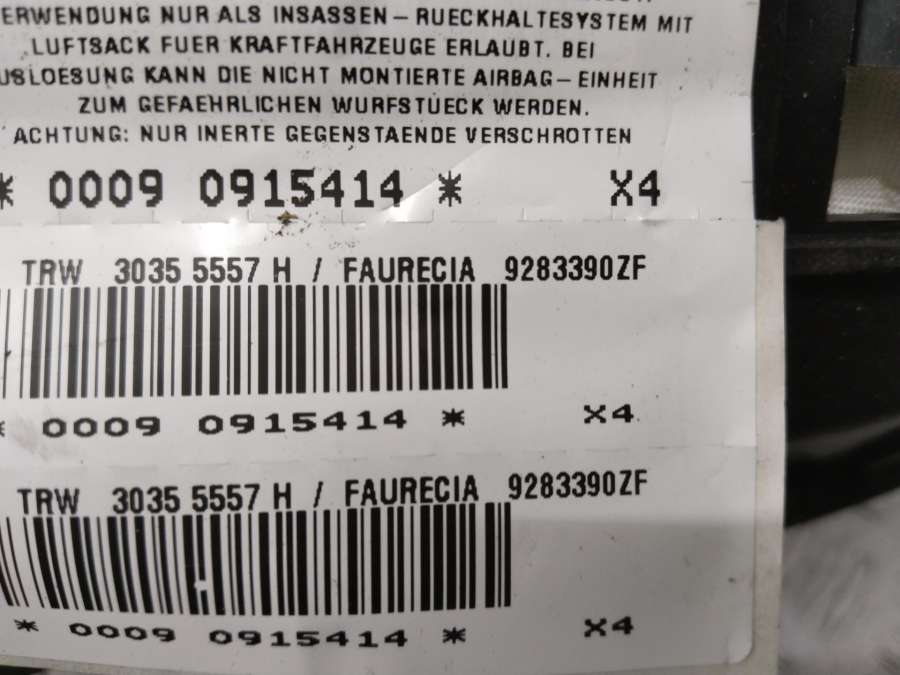 ERWENDUNG NUR ALS INSASSEN – RUECKHALTESYSTEM MIT
LUFTSACK FUER KRAFTFAHRZEUGE ERLAUBT. BEI
USLOESUNG KANN DIE NICHT MONTIERTE AIRBAG – EINHEIT
ZUM GEFAEHRLICHEN WURFSTUECK WERDEN.
ACHTUNG: NUR INERTE GEGENSTAENDE VERSCHROTTEN
* 0009 0915414 * X4
TRW 3035 5557 H / FAURECIA 9283390ZF
* 0009 0915414 * X4
TRW 3035 5557 H / FAURECIA 9283390ZF
* 0009 0915414 * X4